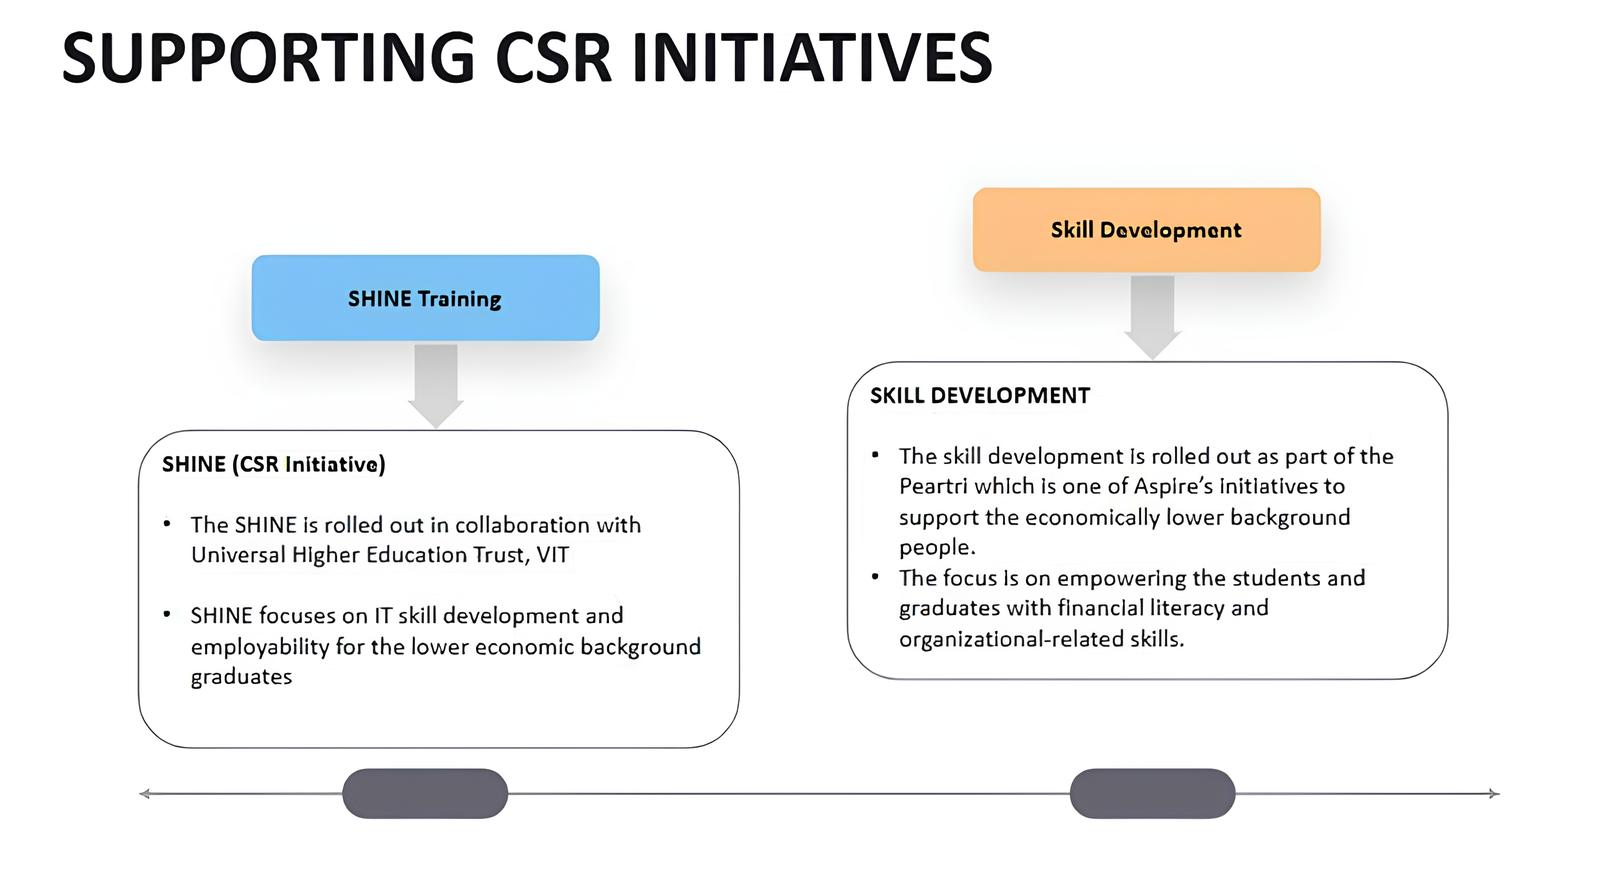 SUPPORTING CSR INITIATIVES
SHINE Training
SHINE (CSR Initiative)
• The SHINE is rolled out in collaboration with
Universal Higher Education Trust, VIT
• SHINE focuses on IT skill development and
employability for the lower economic background
graduates
Skill Development
SKILL DEVELOPMENT
• The skill development is rolled out as part of the
Peartri which is one of Aspire's initiatives to
support the economically lower background
people.
• The focus is on empowering the students and
graduates with financial literacy and
organizational-related skills.